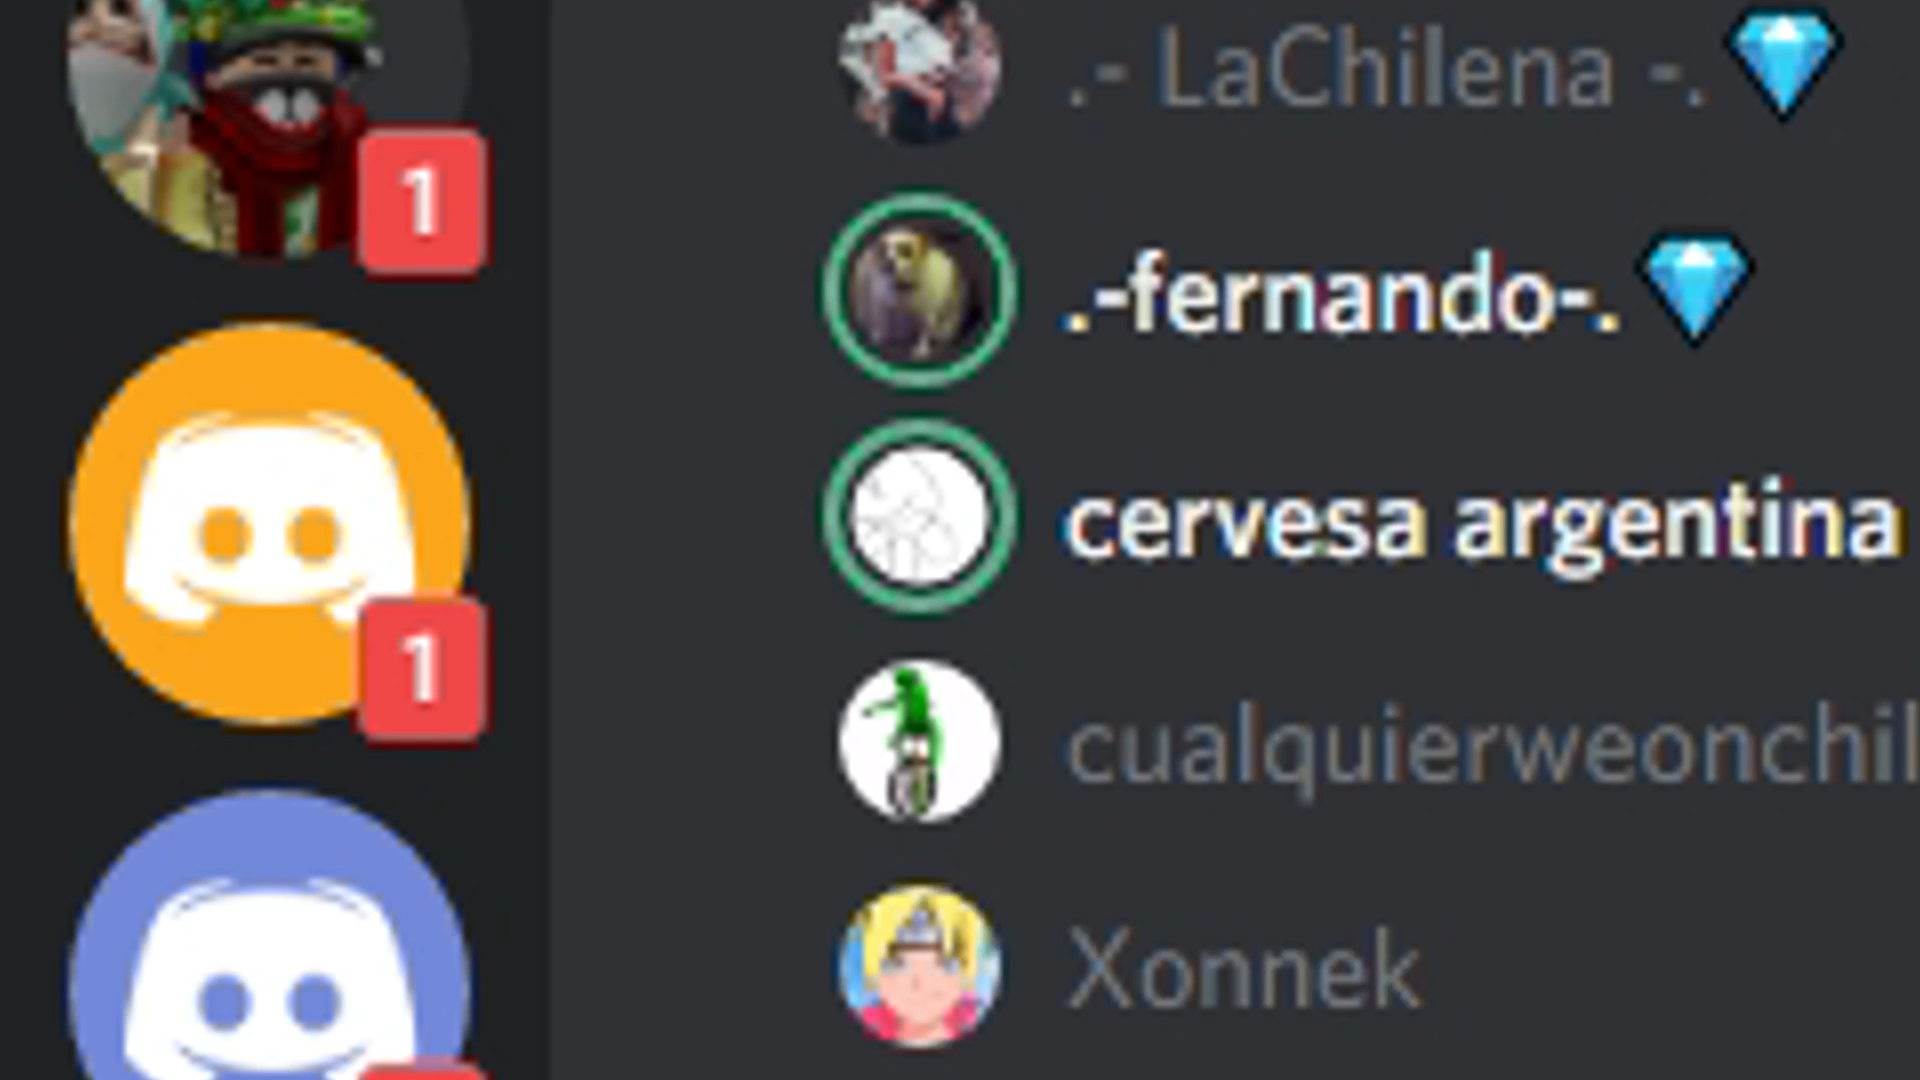 .- LaChilena -. 💎
1
.-fernando-. 💎
cervesa argentina
1
cualquierweonchil
Xonnek